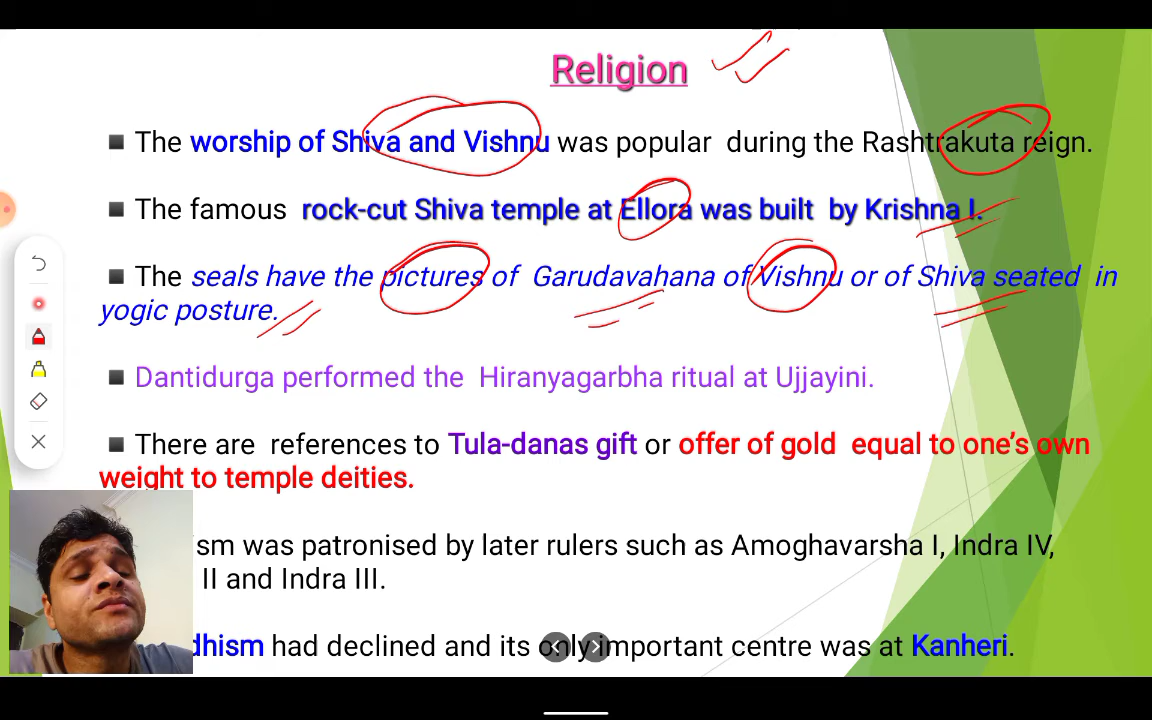 Religion
▪ The worship of Shiva and Vishnu was popular during the Rashtrakuta reign.
▪ The famous rock-cut Shiva temple at Ellora was built by Krishna I.
▪ The seals have the pictures of Garudavahana of Vishnu or of Shiva seated in
yogic posture.
▪ Dantidurga performed the Hiranyagarbha ritual at Ujjayini.
▪ There are references to Tula-danas gift or offer of gold equal to one's own
weight to temple deities.
sm was patronised by later rulers such as Amoghavarsha I, Indra IV,
II and Indra III.
dhism had declined and its only important centre was at Kanheri.